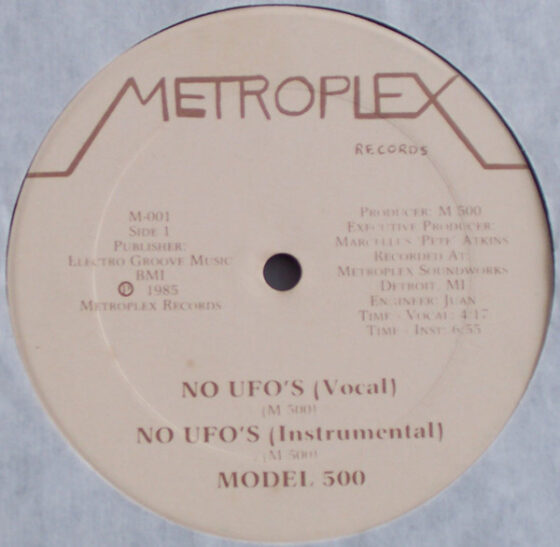 METROPLEX
RECORDS
M-001
SIDE 1
PUBLISHER:
ELECTRO GROOVE MUSIC
BMI
℗ 1985
METROPLEX RECORDS
PRODUCER: M 500
EXECUTIVE PRODUCER:
MARCELLUS 'PETE' ATKINS
RECORDED AT:
METROPLEX SOUNDWORKS
DETROIT, MI
ENGINEER: JUAN
TIME - VOCAL: 4:17
TIME - INST: 6:55
NO UFO'S (Vocal)
(M 500)
NO UFO'S (Instrumental)
(M 500)
MODEL 500